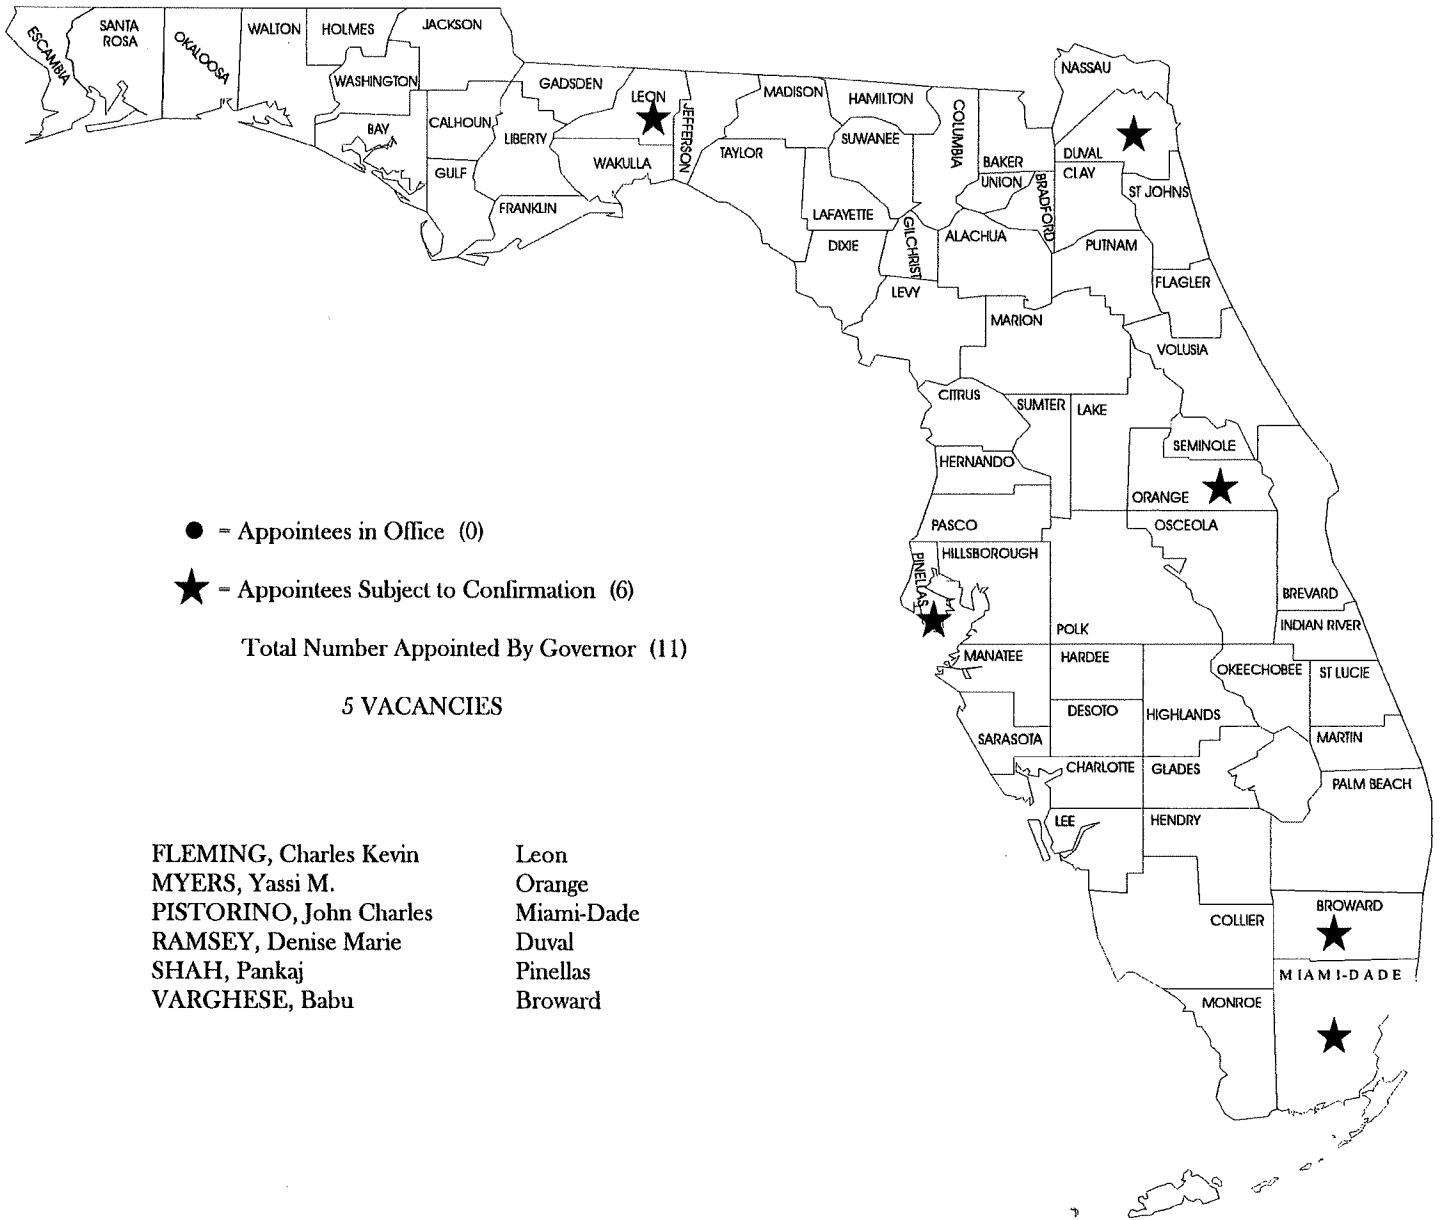 ESCAMBIA
SANTA
ROSA
OKALOOSA
WALTON
HOLMES
JACKSON
WASHINGTON
BAY
CALHOUN
GULF
GADSDEN
LIBERTY
FRANKLIN
LEON
WAKULLA
JEFFERSON
MADISON
TAYLOR
HAMILTON
SUWANEE
LAFAYETTE
DIXIE
COLUMBIA
GILCHRIST
BAKER
UNION
BRADFORD
ALACHUA
LEVY
NASSAU
DUVAL
CLAY
ST JOHNS
PUTNAM
FLAGLER
MARION
VOLUSIA
CITRUS
SUMTER
LAKE
SEMINOLE
HERNANDO
ORANGE
PASCO
OSCEOLA
HILLSBOROUGH
PINELLAS
POLK
BREVARD
INDIAN RIVER
MANATEE
HARDEE
OKEECHOBEE
ST LUCIE
DESOTO
HIGHLANDS
SARASOTA
MARTIN
CHARLOTTE
GLADES
PALM BEACH
LEE
HENDRY
COLLIER
BROWARD
MIAMI-DADE
MONROE
= Appointees in Office (0)
= Appointees Subject to Confirmation (6)
Total Number Appointed By Governor (11)
5 VACANCIES
FLEMING, Charles Kevin Leon
MYERS, Yassi M. Orange
PISTORINO, John Charles Miami-Dade
RAMSEY, Denise Marie Duval
SHAH, Pankaj Pinellas
VARGHESE, Babu Broward